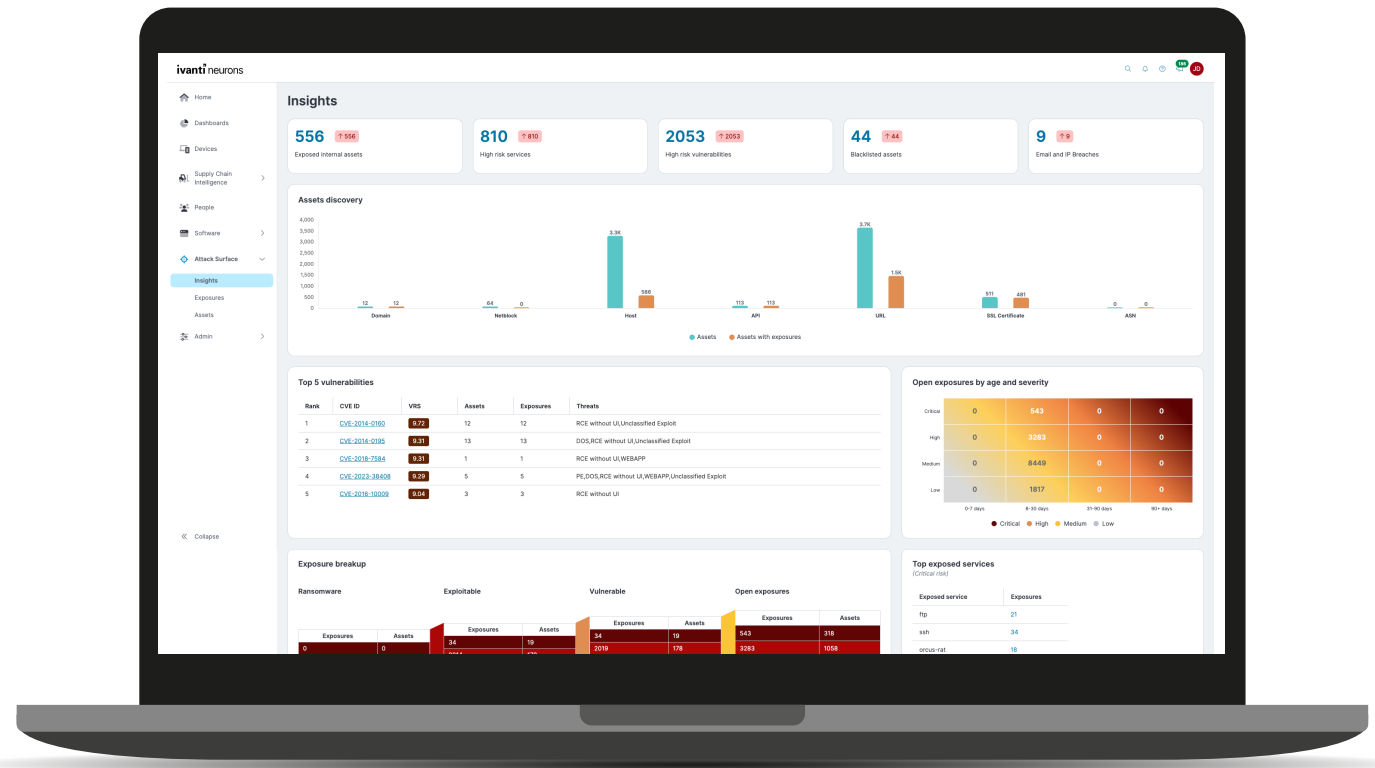 ivanti neurons
186
JD
Home
Dashboards
Devices
Supply Chain
Intelligence
People
Software
Attack Surface
Insights
Exposures
Assets
Admin
Collapse
Insights
556 ↑ 556
Exposed internal assets
810 ↑ 810
High risk services
2053 ↑ 2053
High risk vulnerabilities
44 ↑ 44
Blacklisted assets
9 ↑ 9
Email and IP Breaches
Assets discovery
4,000
3,500
3,000
2,500
2,000
1,500
1,000
500
0
12 12
64 0
3.3K 586
113 113
3.7K 1.5K
511 481
0 0
Domain Netblock Host API URL SSL Certificate ASN
Assets Assets with exposures
Top 5 vulnerabilities
Rank CVE ID VRS Assets Exposures Threats
1 CVE-2014-0160 9.72 12 12 RCE without UI,Unclassified Exploit
2 CVE-2014-0195 9.31 13 13 DOS,RCE without UI,Unclassified Exploit
3 CVE-2018-7584 9.31 1 1 RCE without UI,WEBAPP
4 CVE-2023-38408 9.29 5 5 PE,DOS,RCE without UI,WEBAPP,Unclassified Exploit
5 CVE-2016-10009 9.04 3 3 RCE without UI
Open exposures by age and severity
Critical 0 543 0 0
High 0 3283 0 0
Medium 0 8449 0 0
Low 0 1817 0 0
0-7 days 8-30 days 31-90 days 90+ days
Critical High Medium Low
Exposure breakup
Ransomware Exploitable Vulnerable Open exposures
Exposures Assets
0 0
Exposures Assets
34 19
Exposures Assets
34 19
2019 178
Exposures Assets
543 318
3283 1058
Top exposed services
(Critical risk)
Exposed service Exposures
ftp 21
ssh 34
orcus-rat 18